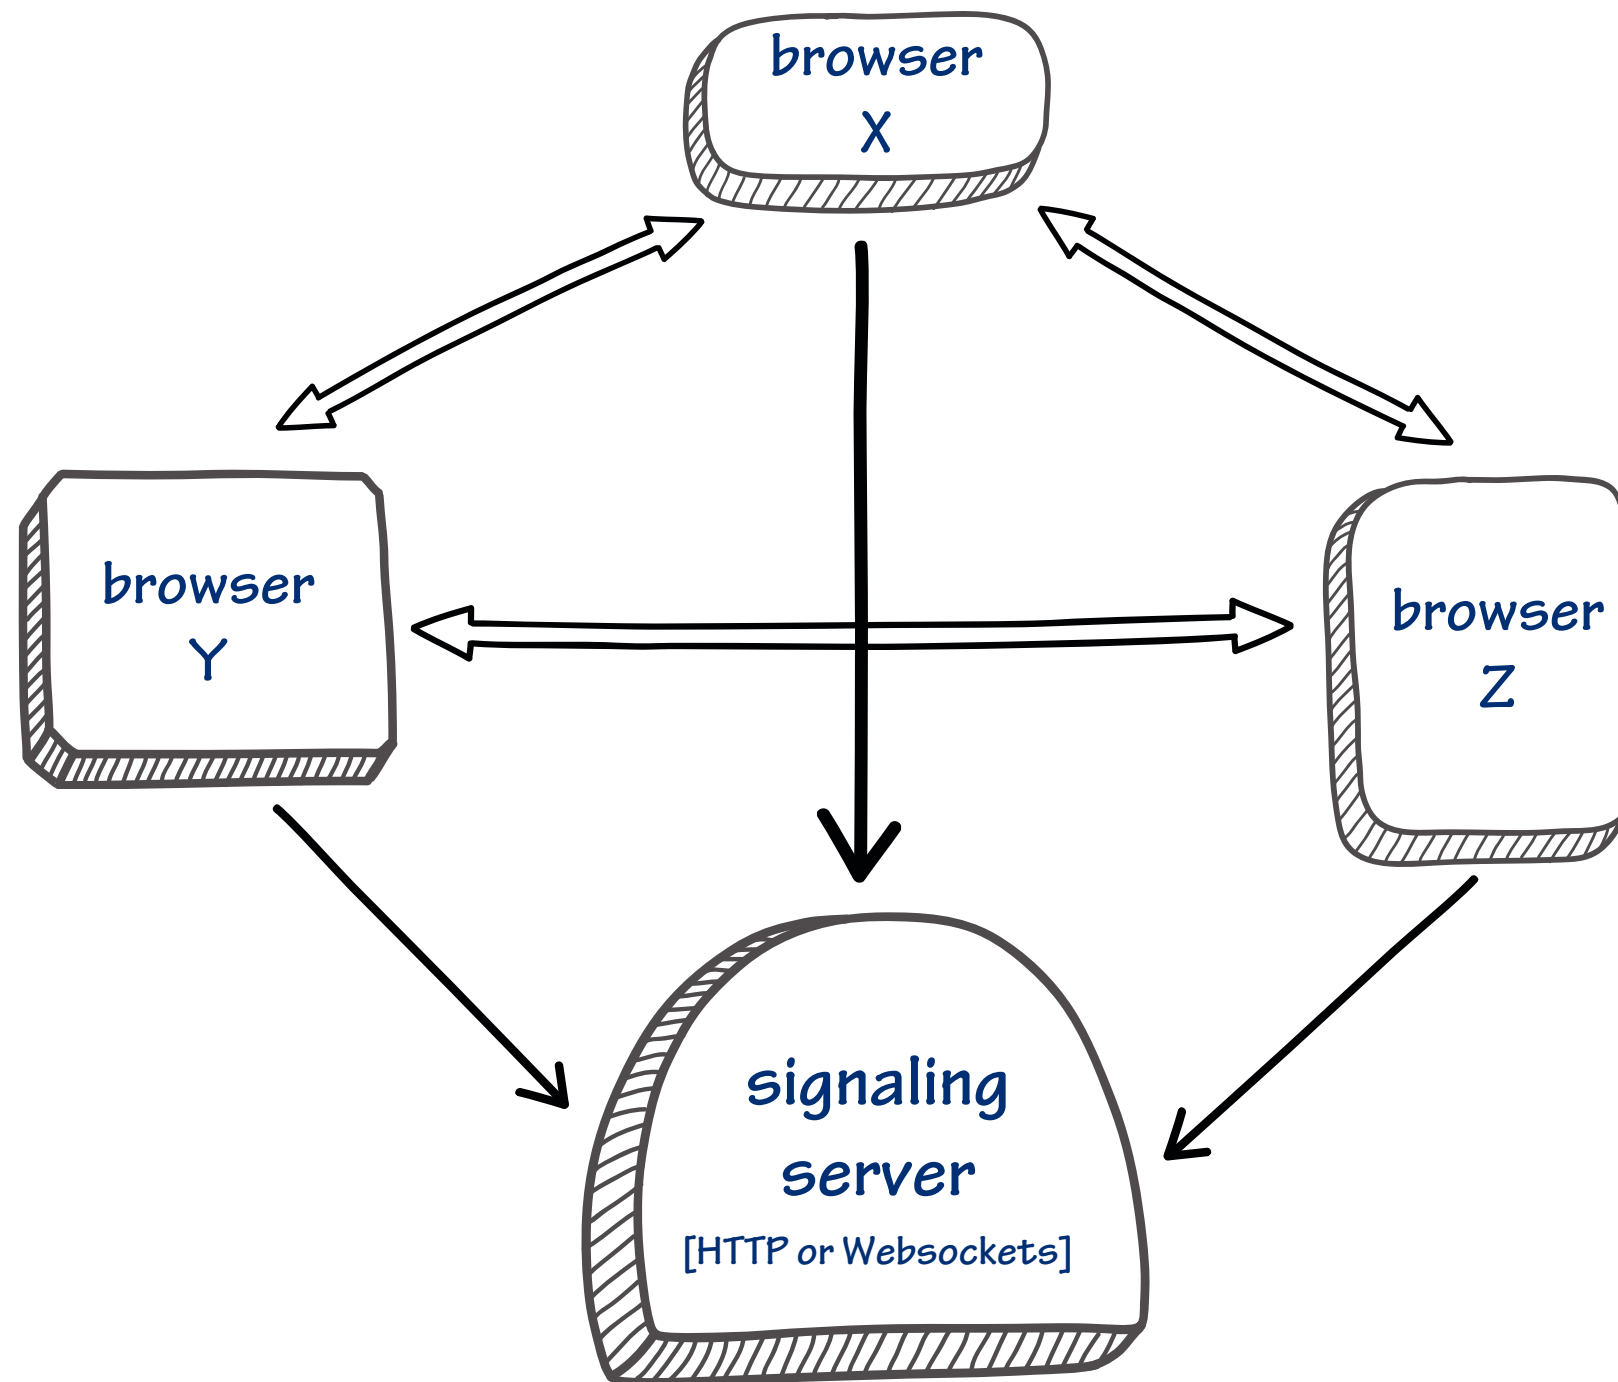 browser
X
browser
Y
browser
Z
signaling
server
[HTTP or Websockets]